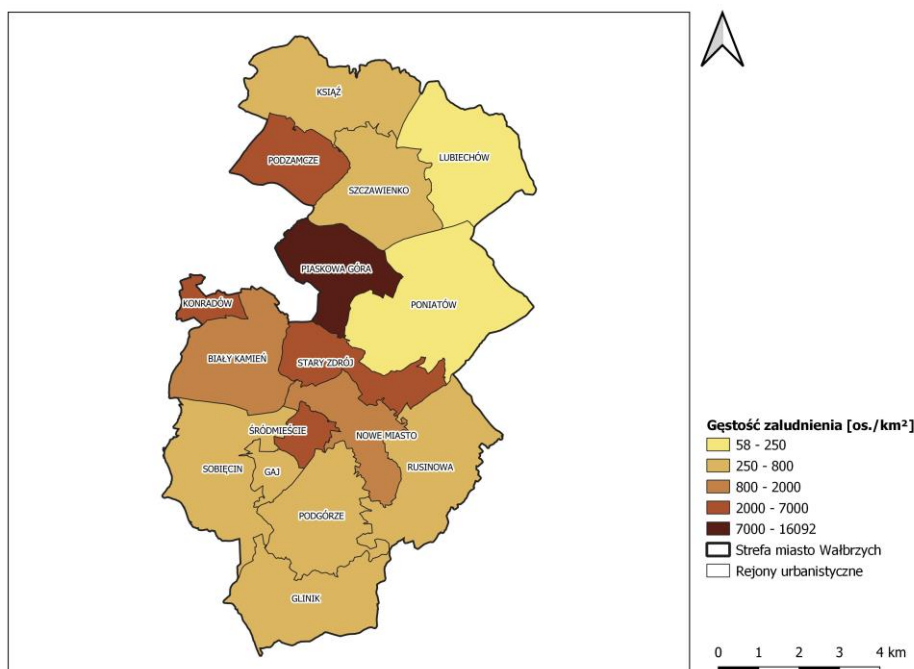 KSIĄŻ
LUBIECHÓW
PODZAMCZE
SZCZAWIENKO
PIASKOWA GÓRA
KONRADÓW
PONIATÓW
BIAŁY KAMIEŃ
STARY ZDRÓJ
ŚRÓDMIEŚCIE
NOWE MIASTO
SOBIĘCIN
GAJ
RUSINOWA
PODGÓRZE
GLINIK
Gęstość zaludnienia [os./km²]
58 - 250
250 - 800
800 - 2000
2000 - 7000
7000 - 16092
Strefa miasto Wałbrzych
Rejony urbanistyczne
0 1 2 3 4 km